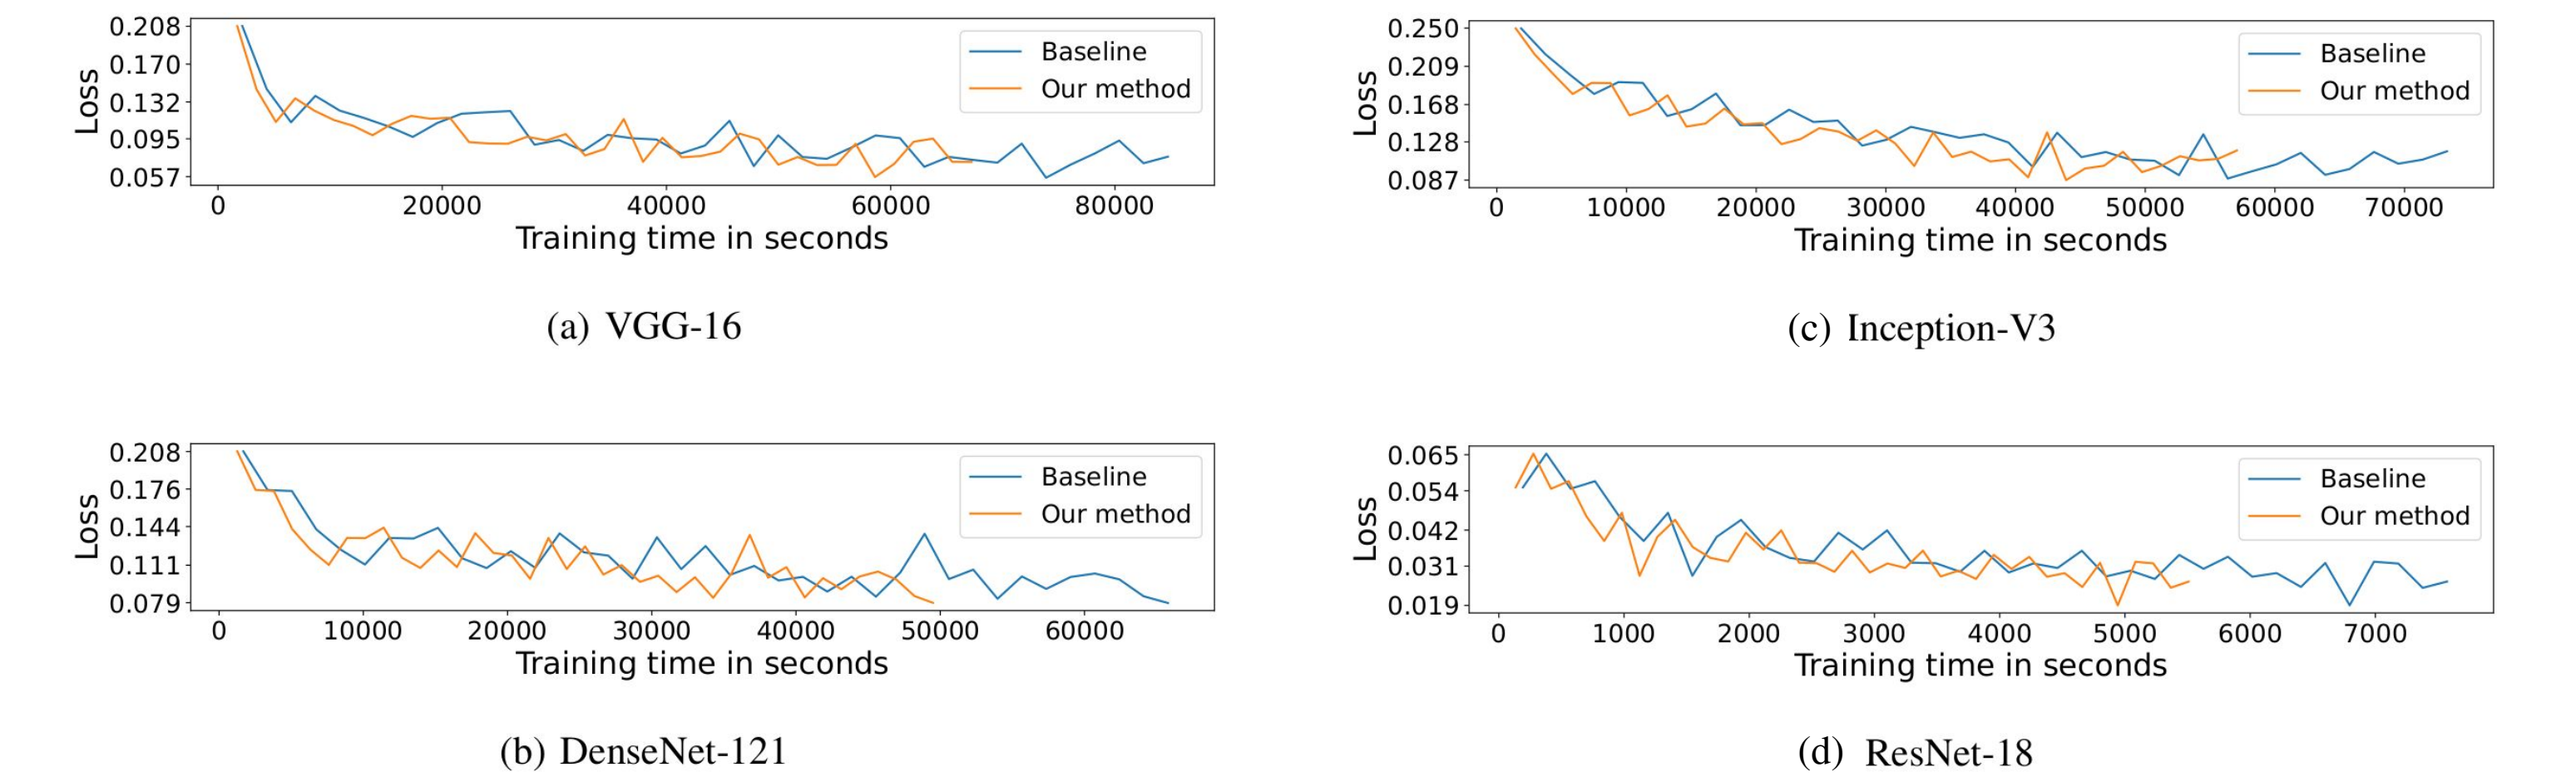 0.208
0.170
0.132
0.095
0.057
Loss
Baseline
Our method
0 20000 40000 60000 80000
Training time in seconds
(a) VGG-16
0.250
0.209
0.168
0.128
0.087
Loss
Baseline
Our method
0 10000 20000 30000 40000 50000 60000 70000
Training time in seconds
(c) Inception-V3
0.208
0.176
0.144
0.111
0.079
Loss
Baseline
Our method
0 10000 20000 30000 40000 50000 60000
Training time in seconds
(b) DenseNet-121
0.065
0.054
0.042
0.031
0.019
Loss
Baseline
Our method
0 1000 2000 3000 4000 5000 6000 7000
Training time in seconds
(d) ResNet-18